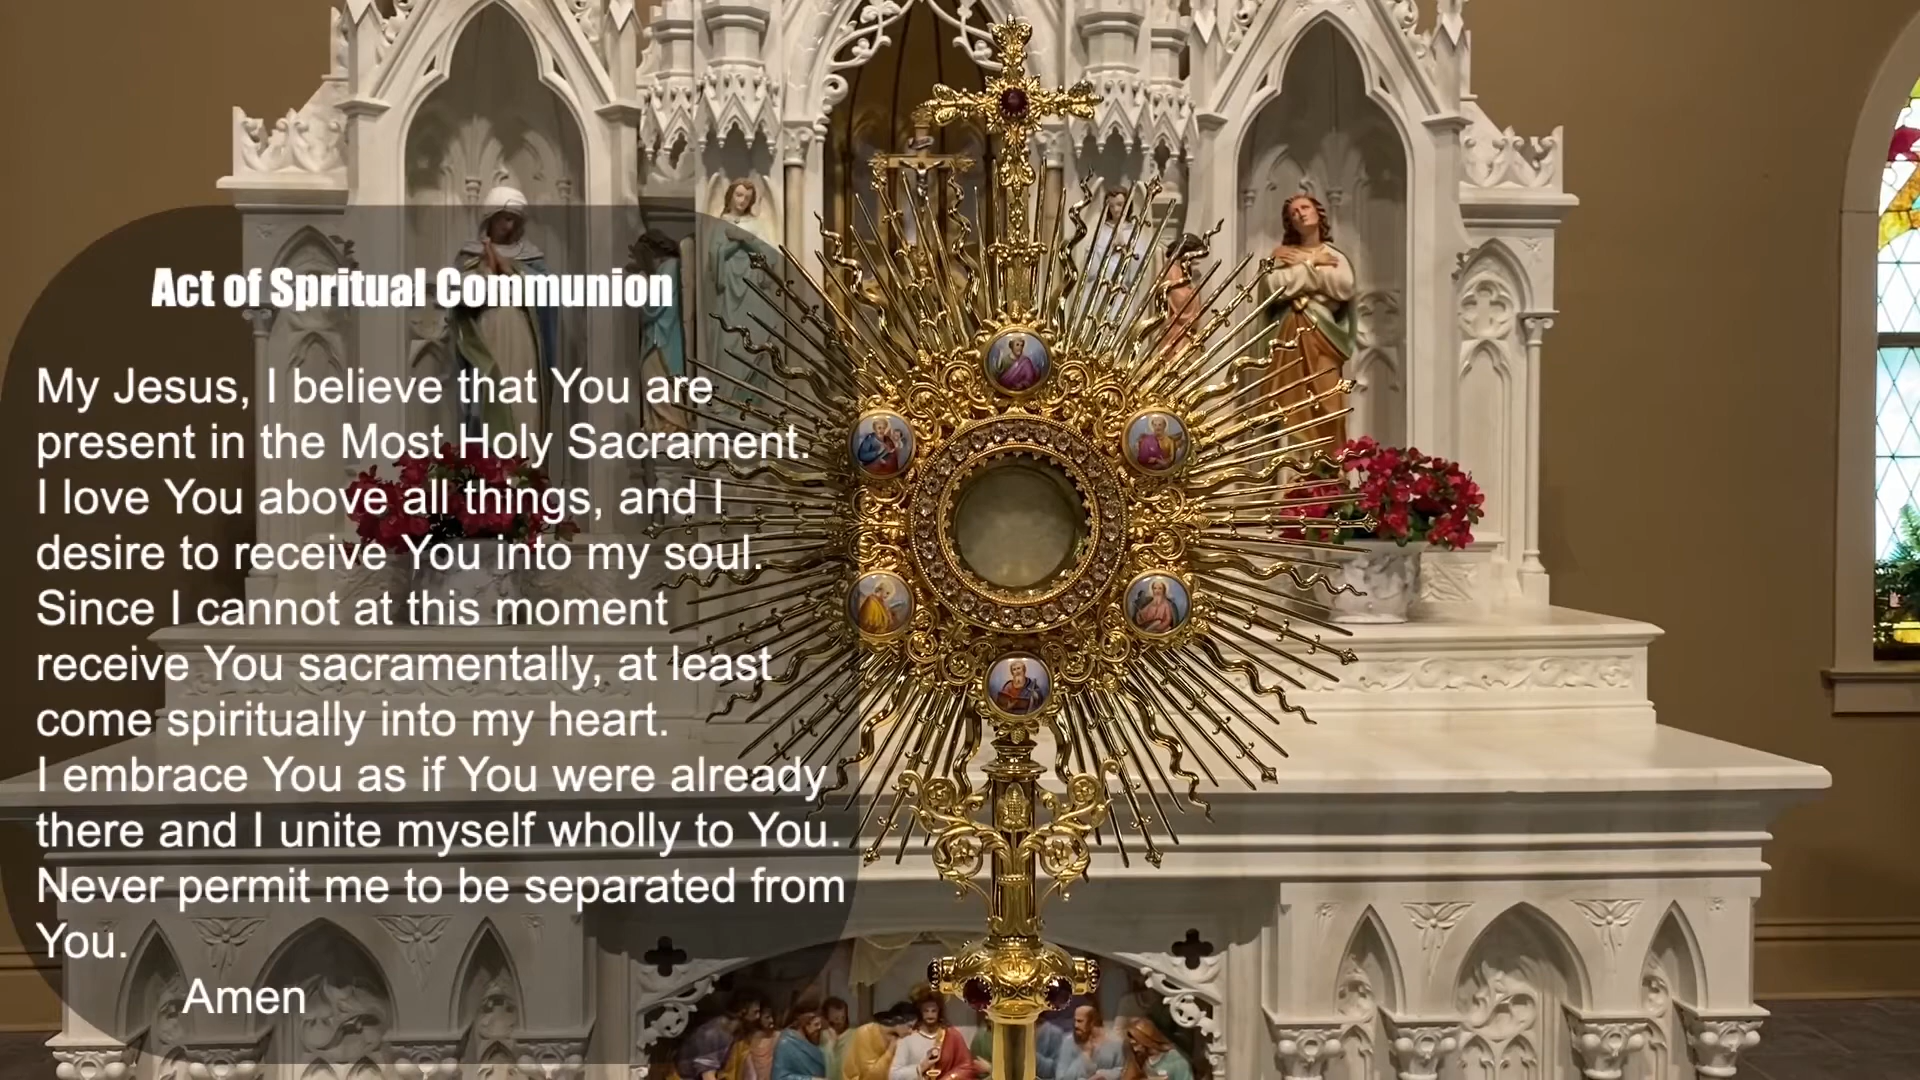 Act of Spritual Communion
My Jesus, I believe that You are
present in the Most Holy Sacrament.
I love You above all things, and I
desire to receive You into my soul.
Since I cannot at this moment
receive You sacramentally, at least
come spiritually into my heart.
I embrace You as if You were already
there and I unite myself wholly to You.
Never permit me to be separated from
You.
Amen